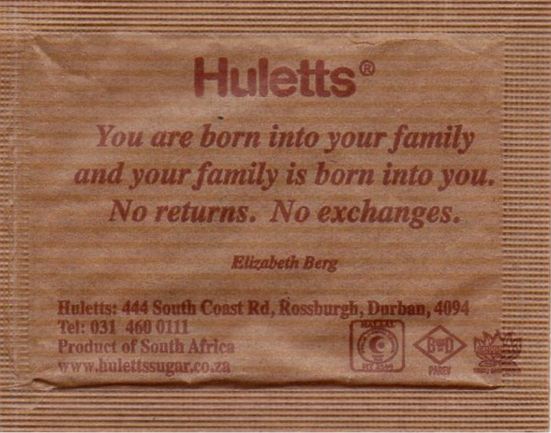 Huletts®
You are born into your family
and your family is born into you.
No returns. No exchanges.
Elizabeth Berg
Huletts: 444 South Coast Rd, Rossburgh, Durban, 4094
Tel: 031 460 0111
Product of South Africa
www.hulettssugar.co.za
PAREV